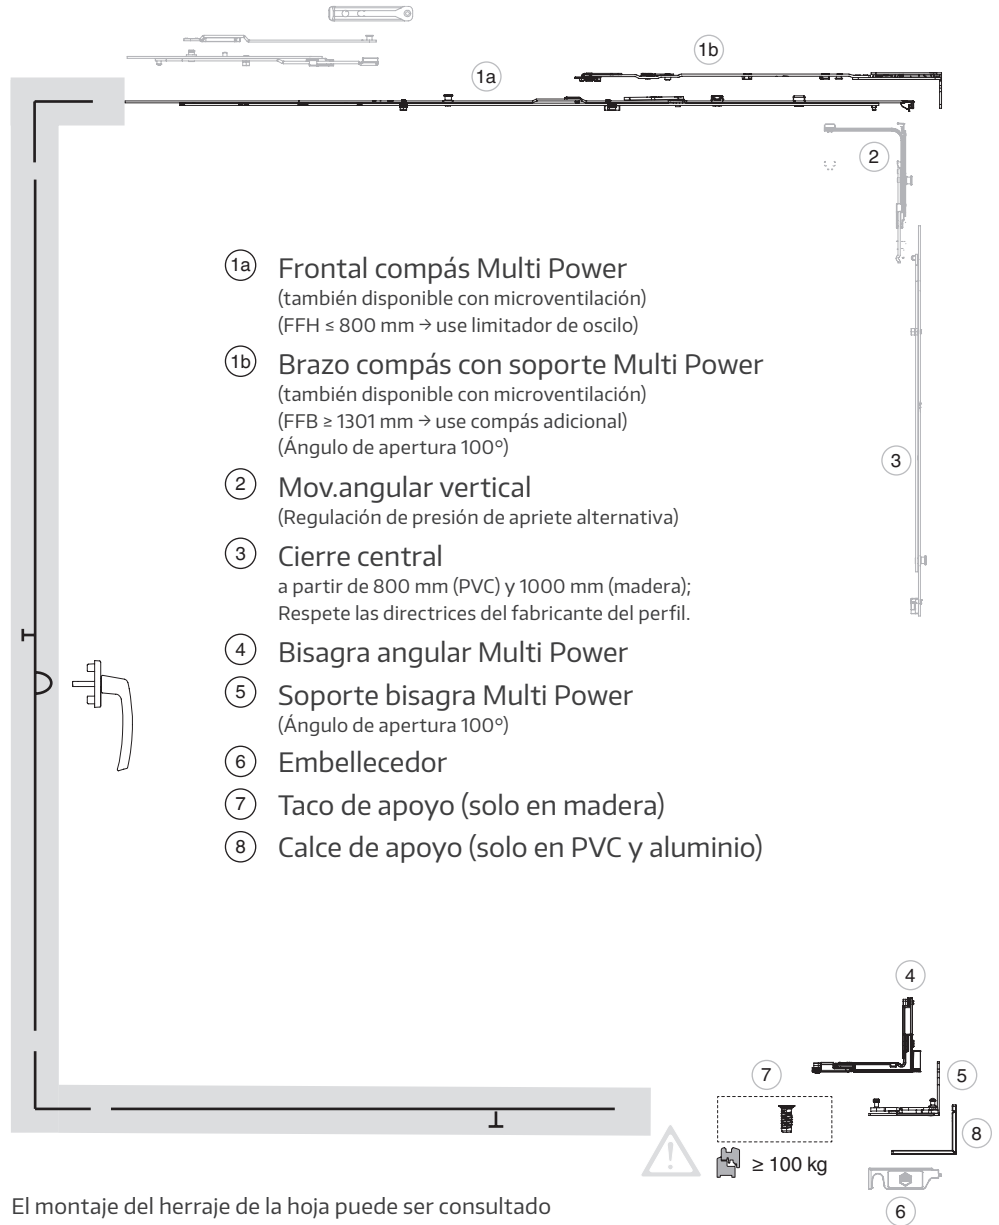 1b
1a
2
1a Frontal compás Multi Power
(también disponible con microventilación)
(FFH ≤ 800 mm → use limitador de oscilo)
1b Brazo compás con soporte Multi Power
(también disponible con microventilación)
(FFB ≥ 1301 mm → use compás adicional)
(Ángulo de apertura 100°)
3
2 Mov.angular vertical
(Regulación de presión de apriete alternativa)
3 Cierre central
a partir de 800 mm (PVC) y 1000 mm (madera);
Respete las directrices del fabricante del perfil.
4 Bisagra angular Multi Power
5 Soporte bisagra Multi Power
(Ángulo de apertura 100°)
6 Embellecedor
7 Taco de apoyo (solo en madera)
8 Calce de apoyo (solo en PVC y aluminio)
4
7
5
8
≥ 100 kg
6
El montaje del herraje de la hoja puede ser consultado